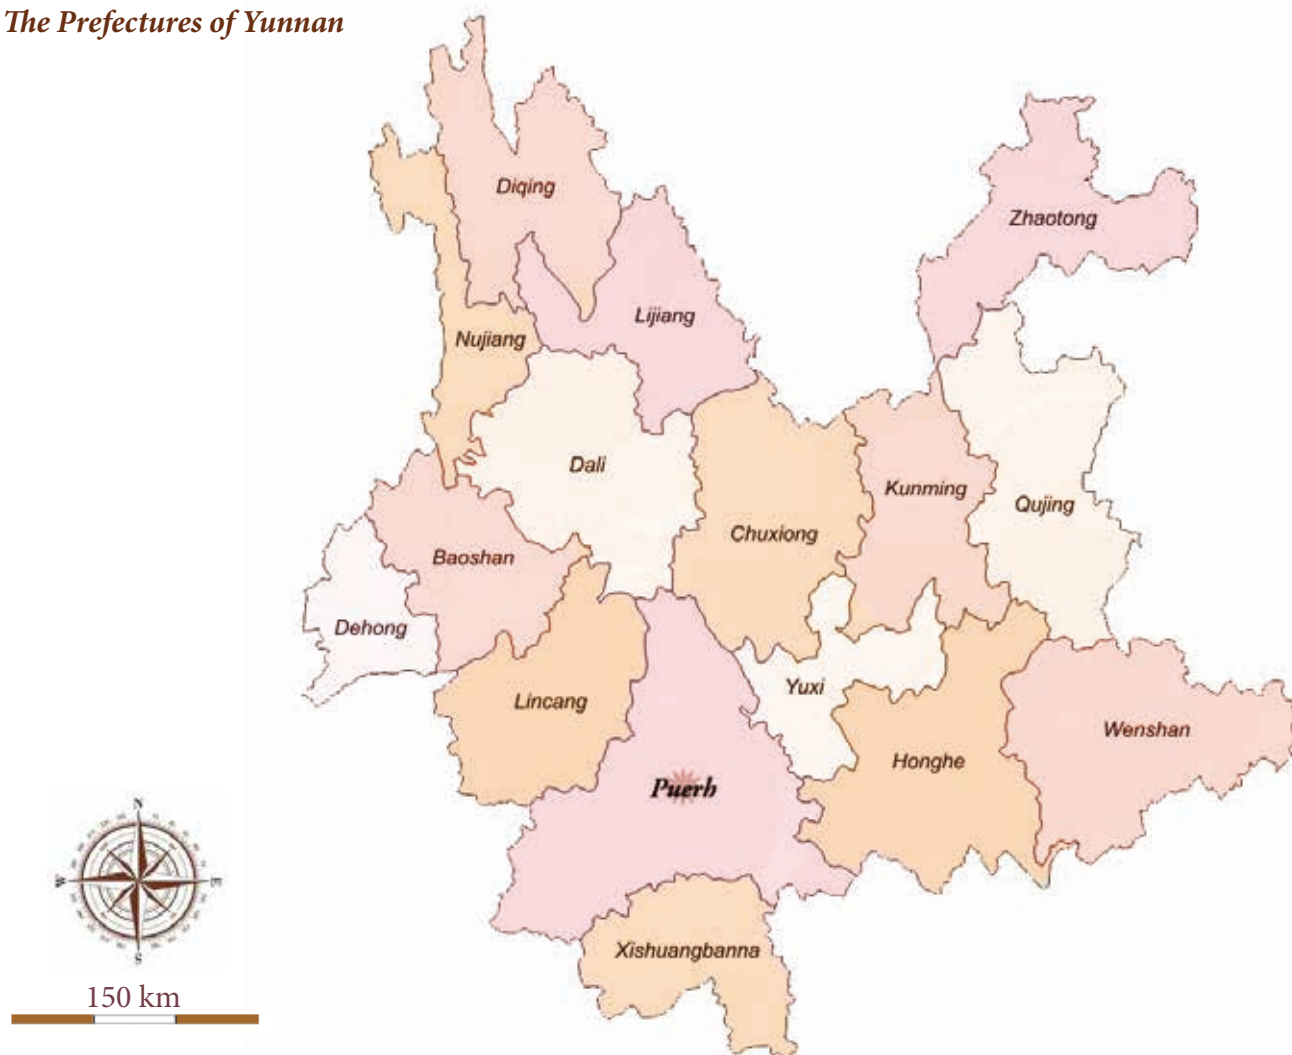 The Prefectures of Yunnan
Diqing
Zhaotong
Lijiang
Nujiang
Dali
Kunming
Qujing
Chuxiong
Baoshan
Dehong
Yuxi
Lincang
Wenshan
Honghe
Puerh
N
W
E
S
Xishuangbanna
150 km